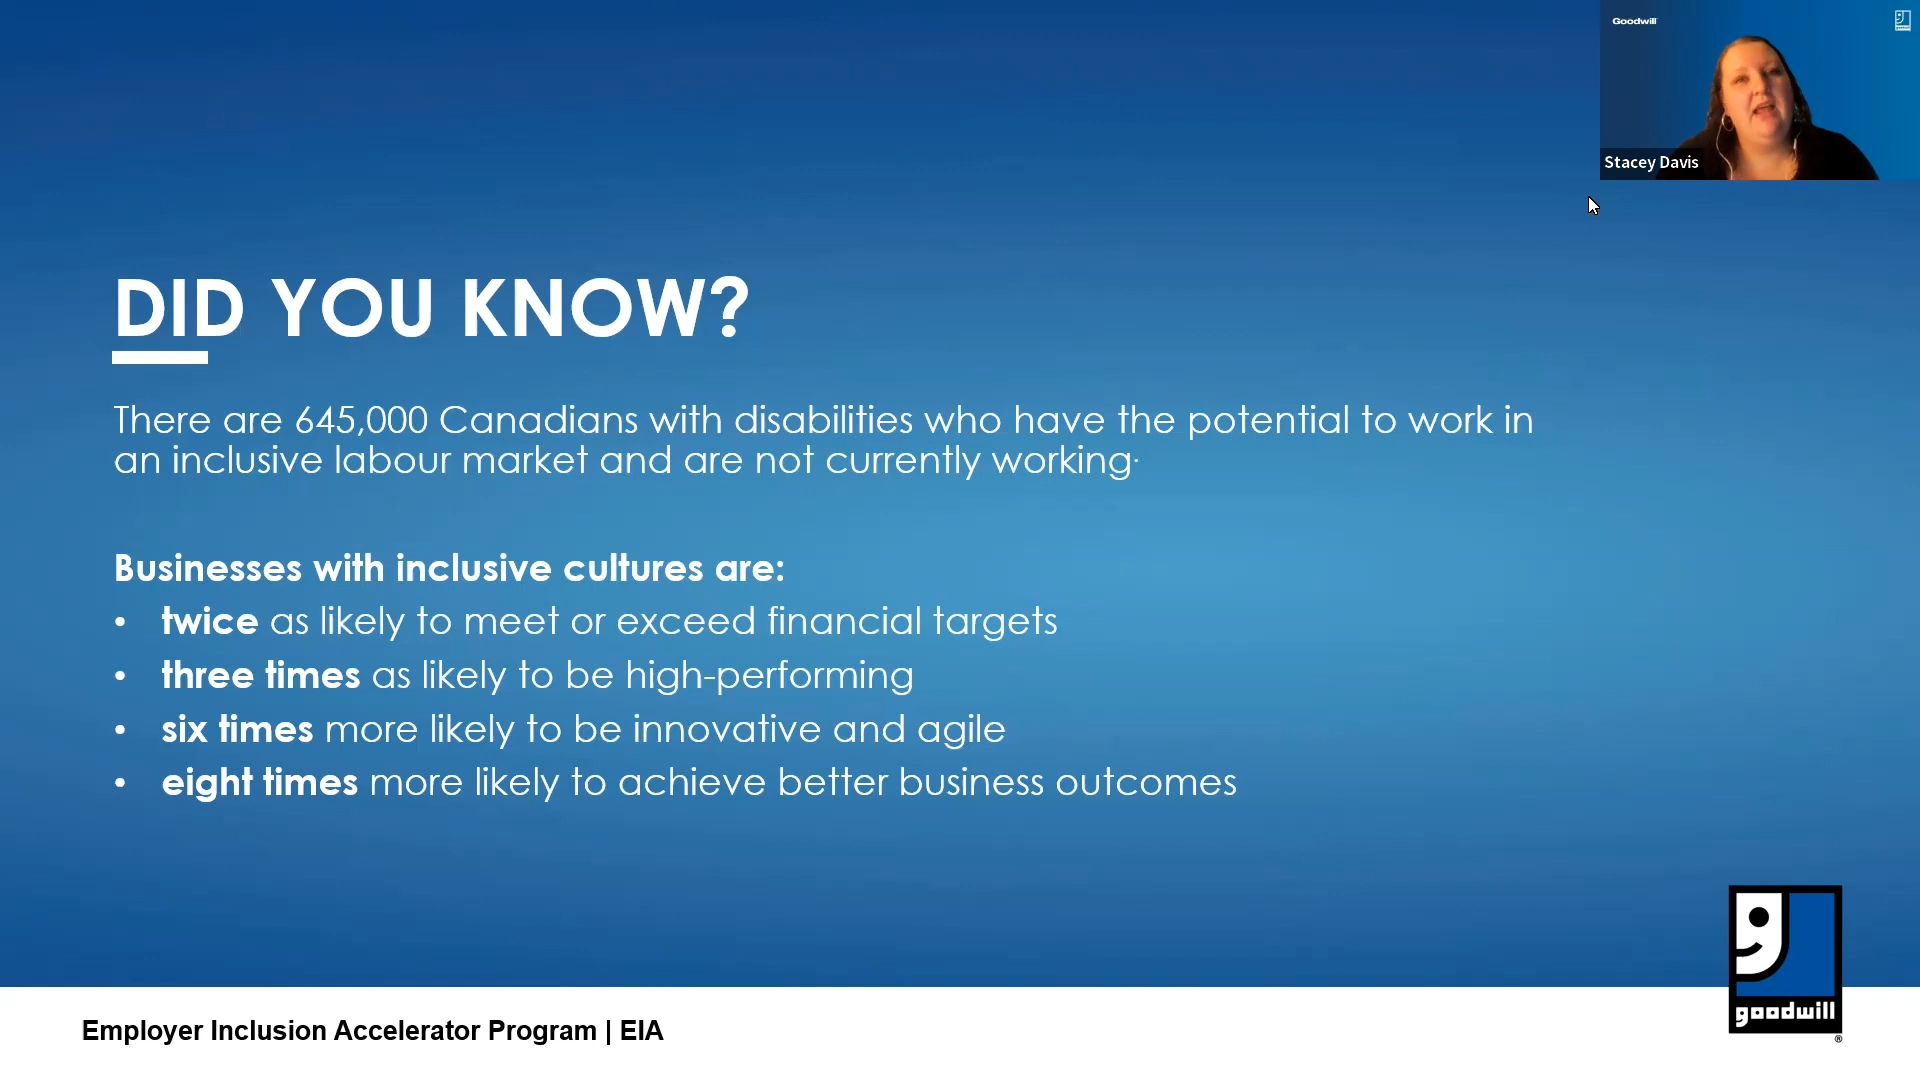 Goodwill
Stacey Davis
DID YOU KNOW?
There are 645,000 Canadians with disabilities who have the potential to work in
an inclusive labour market and are not currently working.
Businesses with inclusive cultures are:
• twice as likely to meet or exceed financial targets
• three times as likely to be high-performing
• six times more likely to be innovative and agile
• eight times more likely to achieve better business outcomes
goodwill
®
Employer Inclusion Accelerator Program | EIA